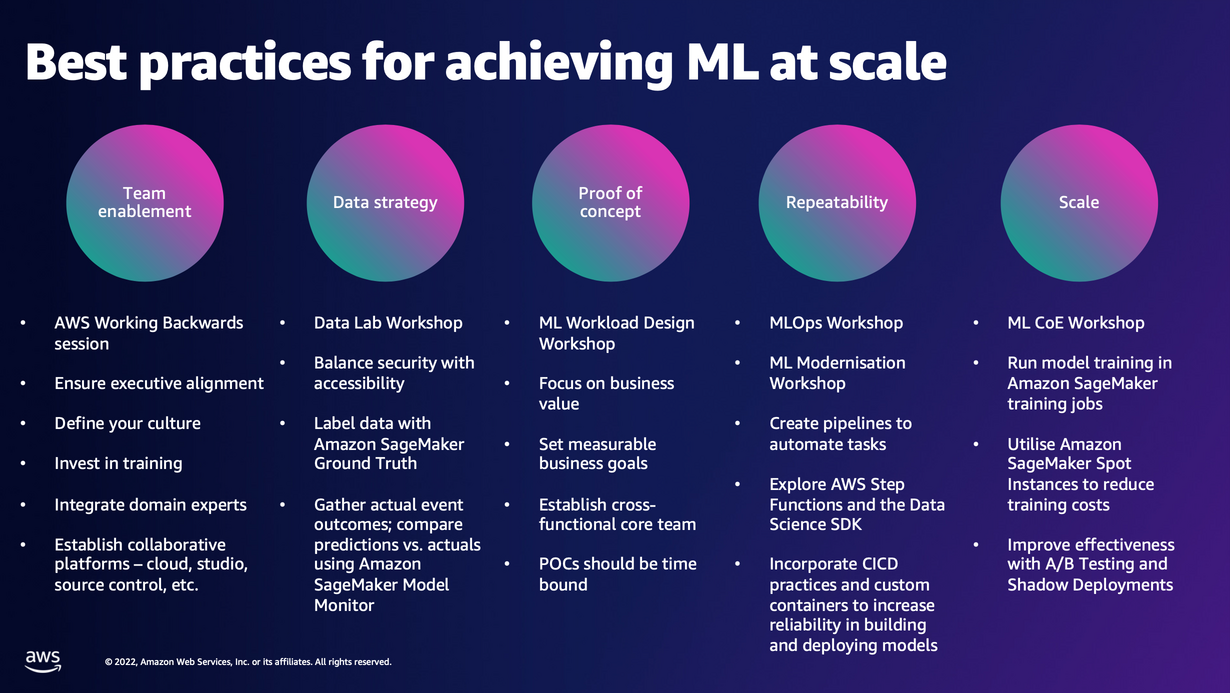 Best practices for achieving ML at scale
Team
enablement
Data strategy
Proof of
concept
Repeatability
Scale
• AWS Working Backwards
session
• Ensure executive alignment
• Define your culture
• Invest in training
• Integrate domain experts
• Establish collaborative
platforms – cloud, studio,
source control, etc.
• Data Lab Workshop
• Balance security with
accessibility
• Label data with
Amazon SageMaker
Ground Truth
• Gather actual event
outcomes; compare
predictions vs. actuals
using Amazon
SageMaker Model
Monitor
• ML Workload Design
Workshop
• Focus on business
value
• Set measurable
business goals
• Establish cross-
functional core team
• POCs should be time
bound
• MLOps Workshop
• ML Modernisation
Workshop
• Create pipelines to
automate tasks
• Explore AWS Step
Functions and the Data
Science SDK
• Incorporate CICD
practices and custom
containers to increase
reliability in building
and deploying models
• ML CoE Workshop
• Run model training in
Amazon SageMaker
training jobs
• Utilise Amazon
SageMaker Spot
Instances to reduce
training costs
• Improve effectiveness
with A/B Testing and
Shadow Deployments
aws
© 2022, Amazon Web Services, Inc. or its affiliates. All rights reserved.